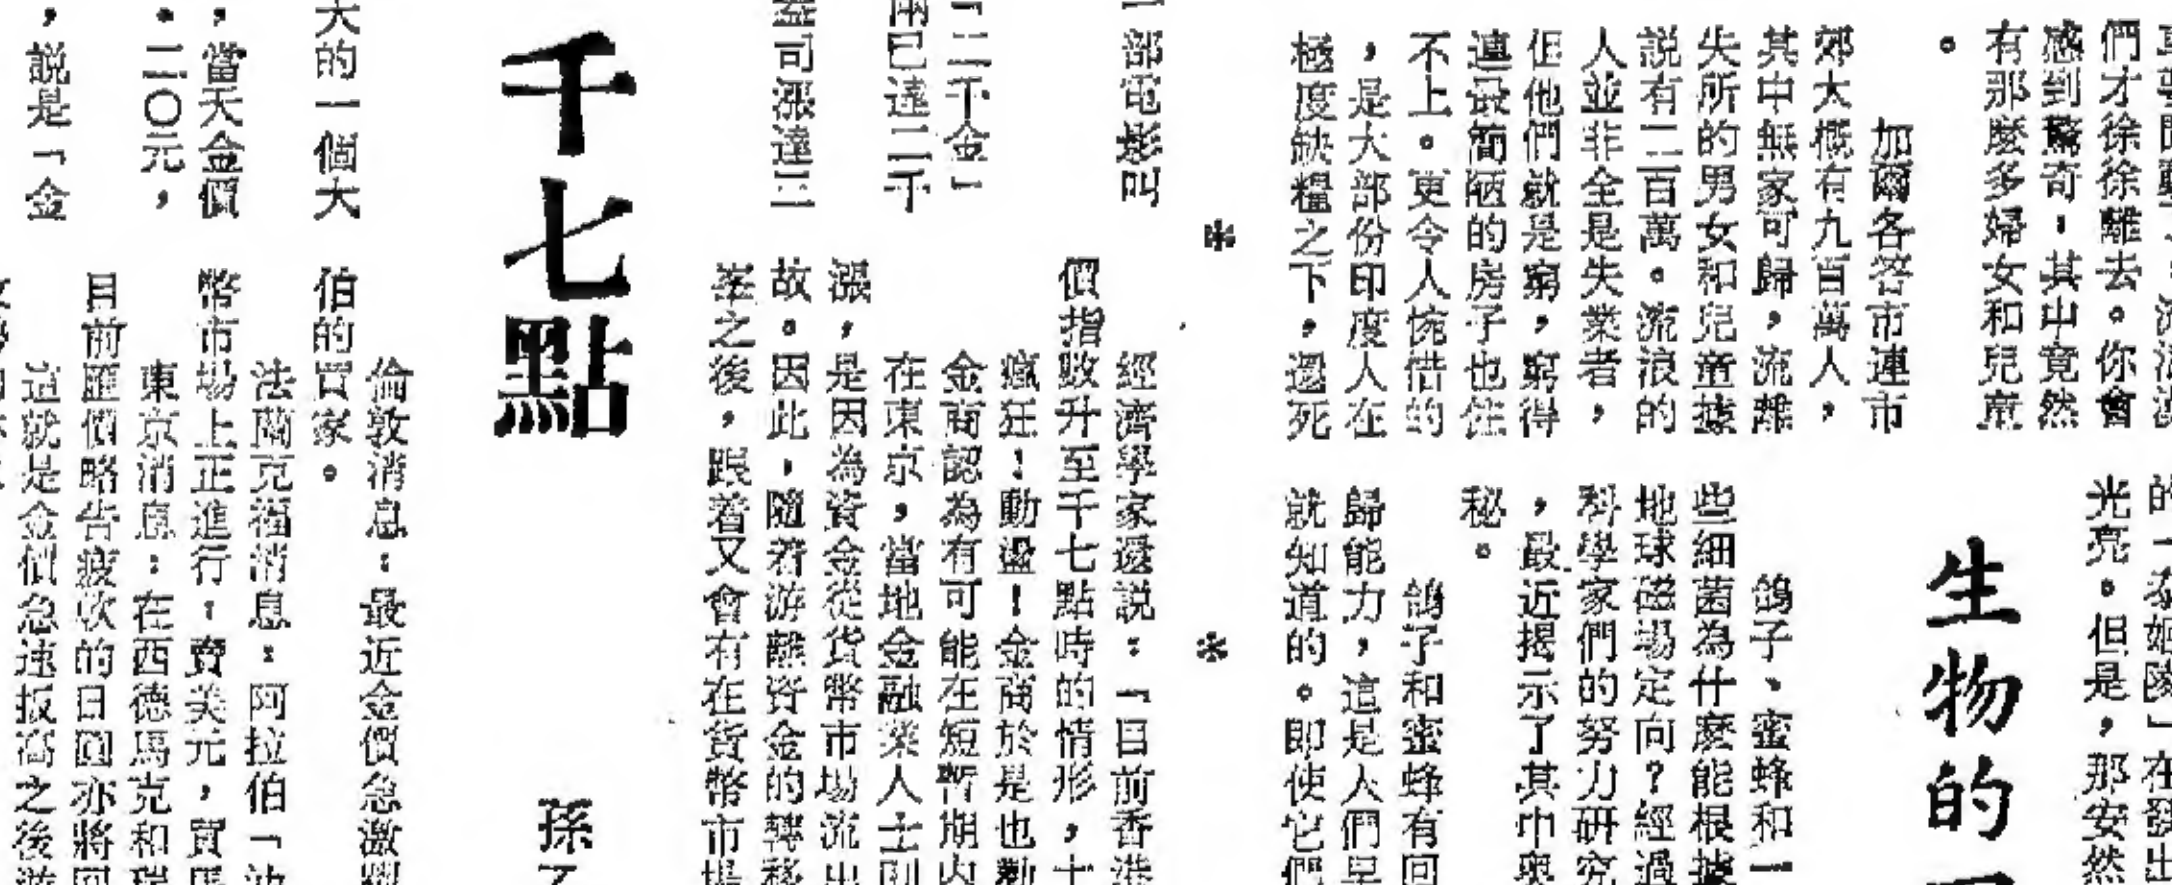 們才徐徐離去。你會
感到驚奇，其中竟然
有那麼多婦女和兒童
。
加爾各答市連市
郊大概有九百萬人，
其中無家可歸，流離
失所的男女和兒童據
說有二百萬。流浪的
人並非全是失業者，
但他們就是窮，窮得
連最簡陋的房子也住
不上。更令人惋惜的
，是大部份印度人在
極度缺糧之下，還死
的「泰姬陵」在發出
光亮。但是，那安然
生物的
鴿子、蜜蜂和一
些細菌為什麼能根據
地球磁場定向？經過
科學家們的努力研究
，最近揭示了其中奧
秘。
鴿子和蜜蜂有回
歸能力，這是人們早
就知道的。即使它們
* *
一部電影叫
「二千金」
兩已達二千
盎司漲達三
經濟學家還說：「目前香港
價指數升至千七點時的情形，十
瘋狂！動盪！金商於是也勸
金商認為有可能在短暫期內
在東京，當地金融業人士則
漲，是因為資金從貨幣市場流出
故。因此，隨着游離資金的轉移
峯之後，跟着又會有在貨幣市場
千七點
孫
大的一個大
，當天金價
。二〇元，
，說是「金
倫敦消息：最近金價急激
伯的買家。
法蘭克福消息：阿拉伯「油
幣市場上正進行：賣美元，買馬
東京消息：在西德馬克和瑞
目前匯價略告疲軟的日圓亦將
這就是金價急速扳高之後游